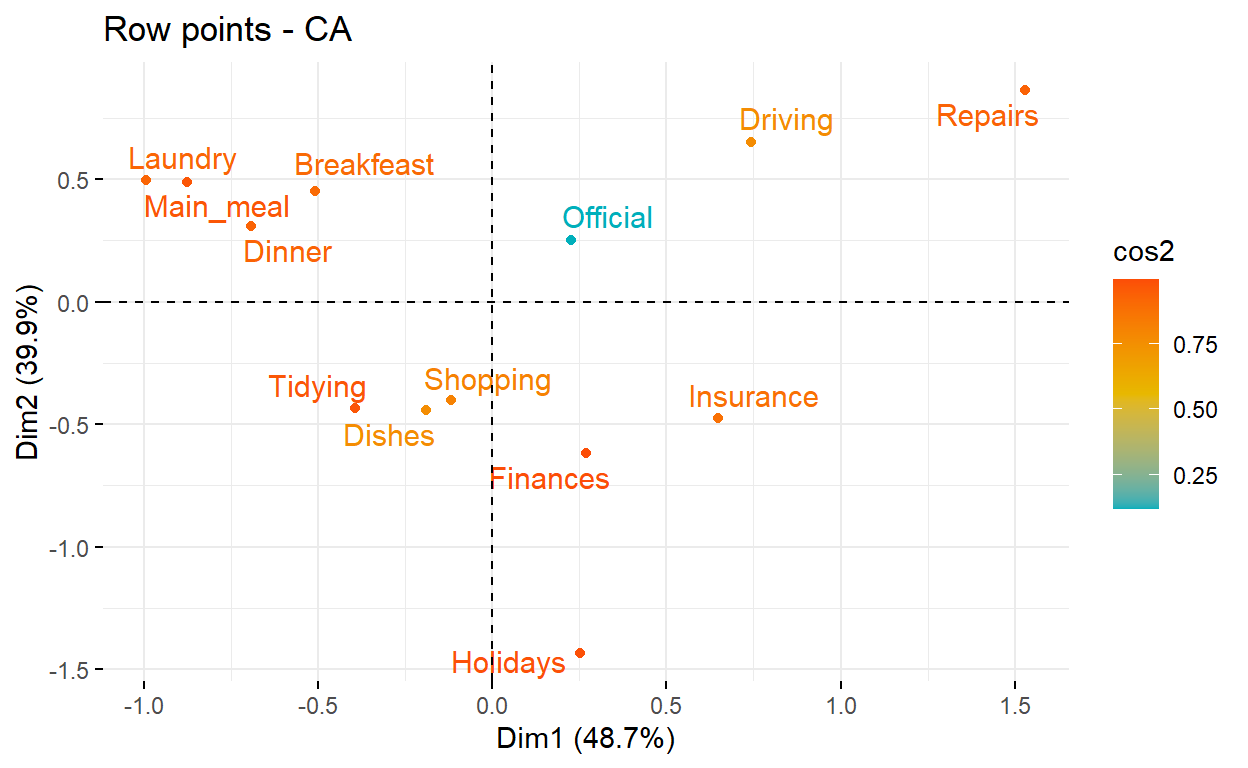 Row points - CA
Repairs
Driving
Laundry
Breakfeast
Main_meal
Official
Dinner
Tidying
Shopping
Dishes
Insurance
Finances
Holidays
0.5
0.0
-0.5
-1.0
-1.5
Dim2 (39.9%)
-1.0 -0.5 0.0 0.5 1.0 1.5
Dim1 (48.7%)
cos2
0.75
0.50
0.25